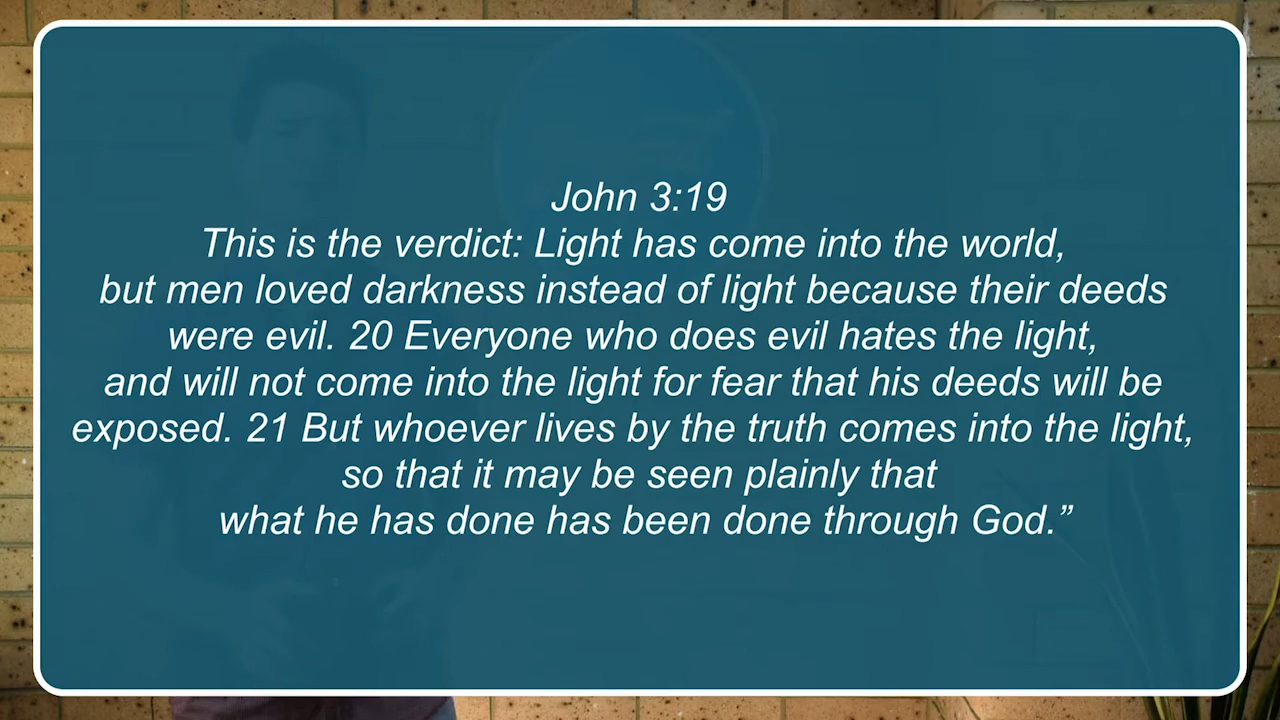 John 3:19
This is the verdict: Light has come into the world,
but men loved darkness instead of light because their deeds
were evil. 20 Everyone who does evil hates the light,
and will not come into the light for fear that his deeds will be
exposed. 21 But whoever lives by the truth comes into the light,
so that it may be seen plainly that
what he has done has been done through God.”